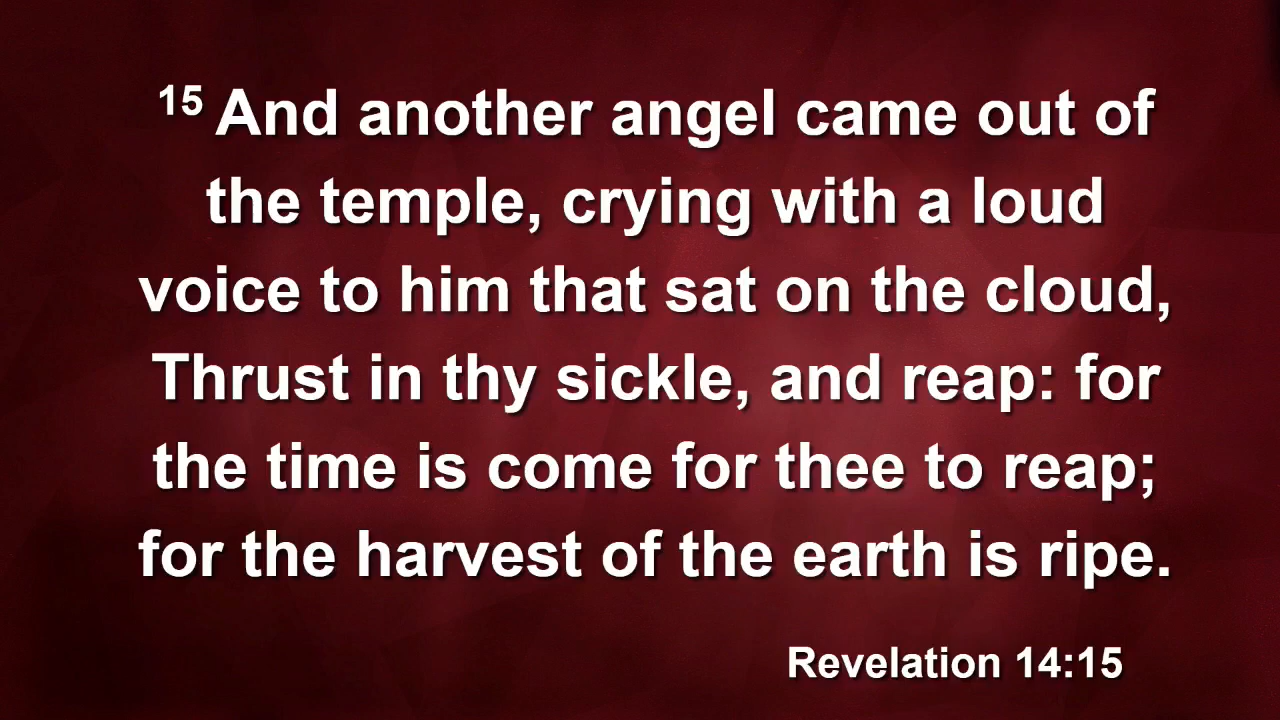 15 And another angel came out of
the temple, crying with a loud
voice to him that sat on the cloud,
Thrust in thy sickle, and reap: for
the time is come for thee to reap;
for the harvest of the earth is ripe.
Revelation 14:15